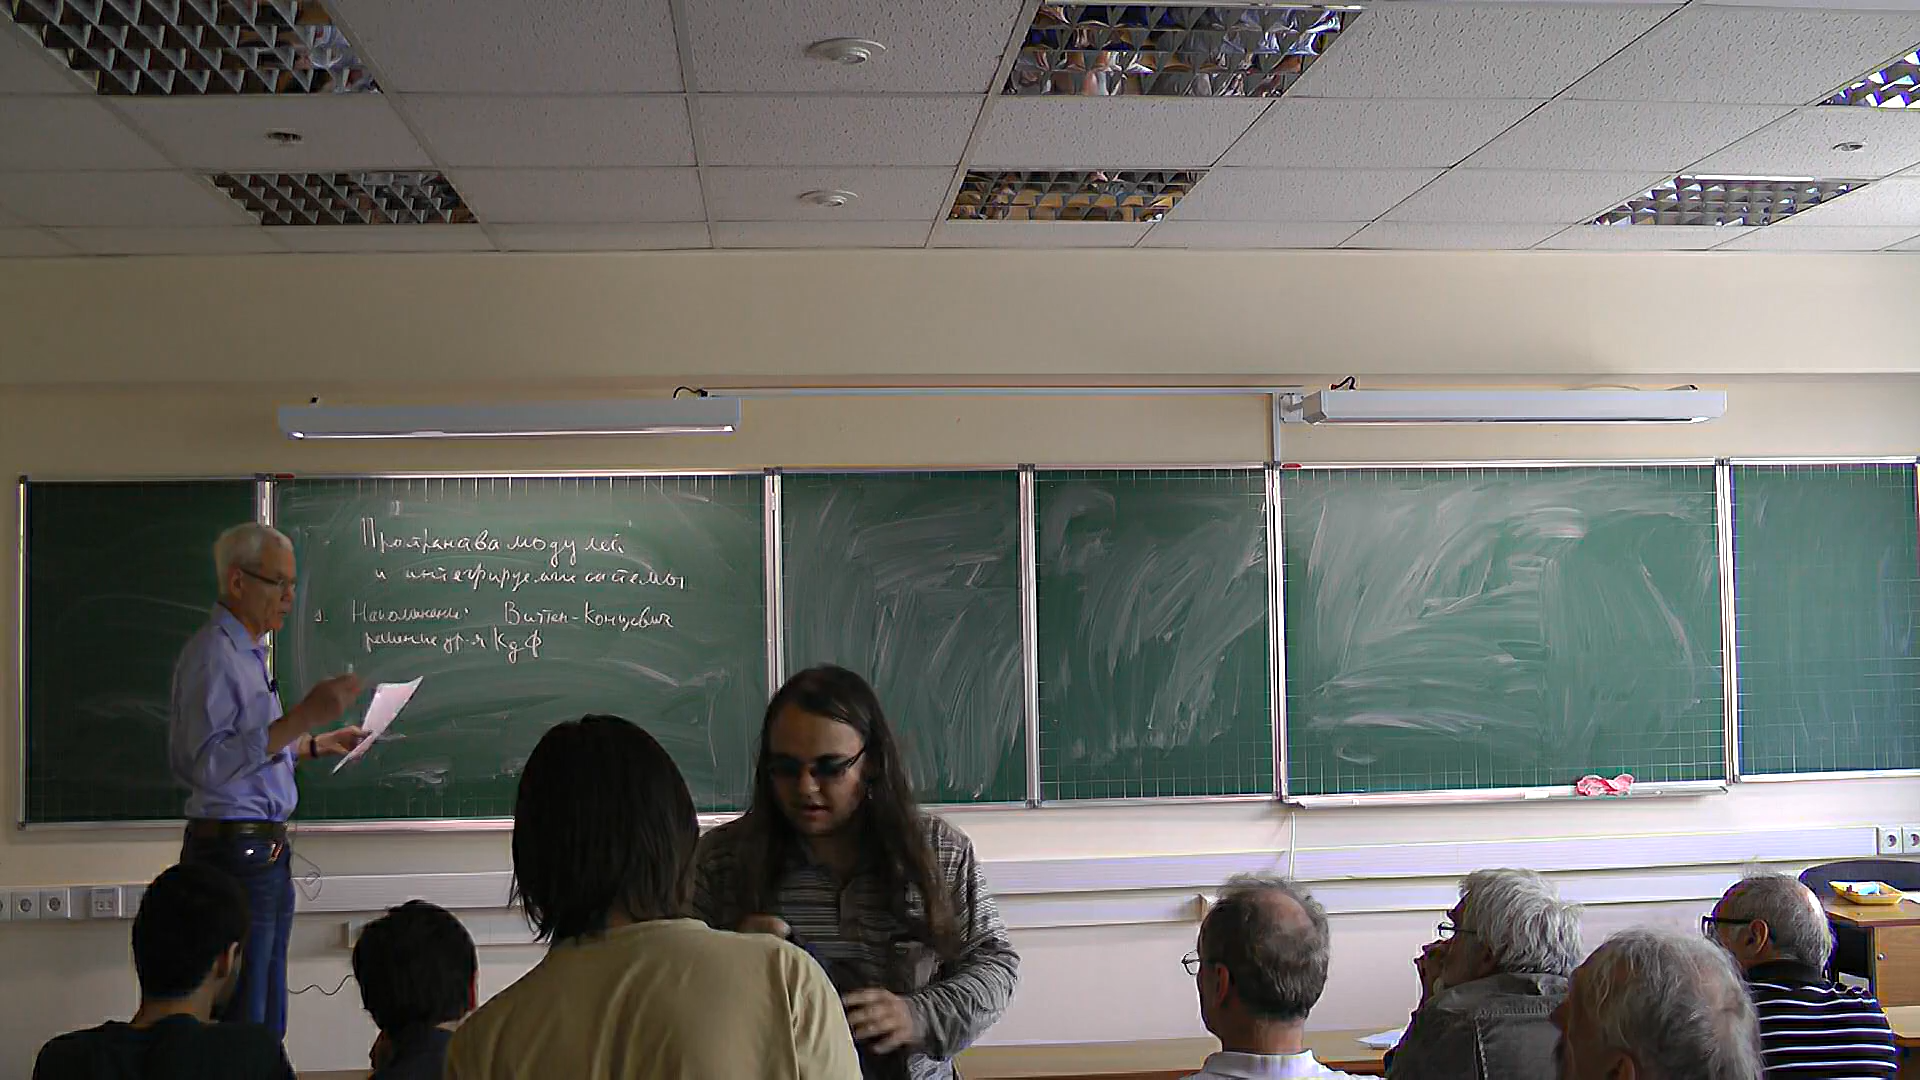 Пространства модулей
и интегрируемые системы
1. Напоминание: Виттен-Концевич
решение ур-я КдФ